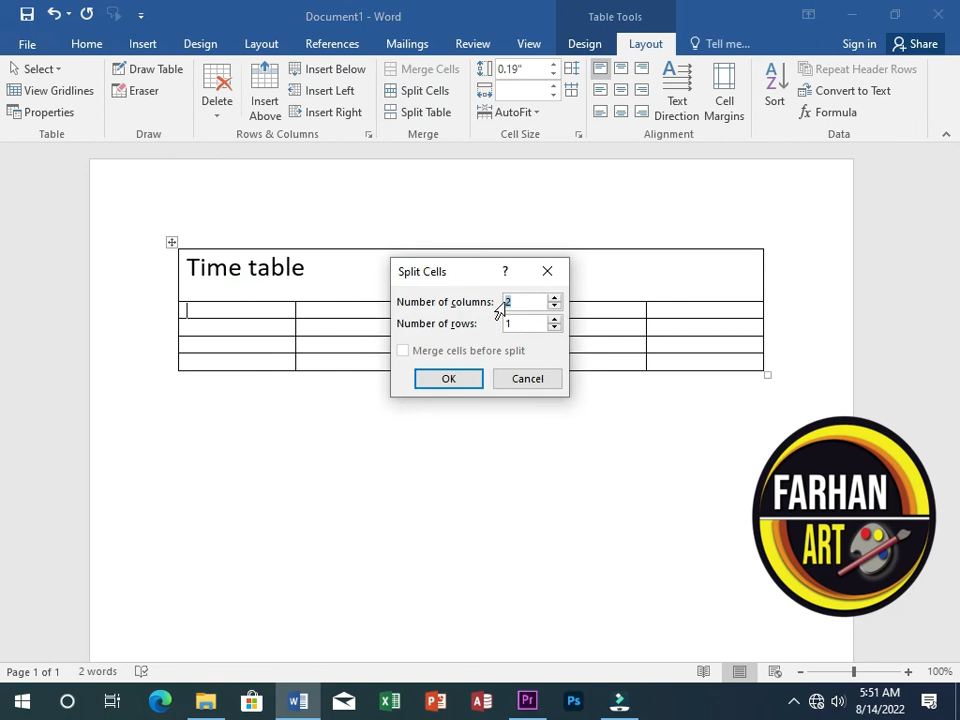 Document1 - Word
Table Tools
File Home Insert Design Layout References Mailings Review View Design Layout Tell me... Sign in Share
Select
View Gridlines
Properties
Table
Draw Table
Eraser
Draw
Delete
Insert Above
Insert Below
Insert Left
Insert Right
Rows & Columns
Merge Cells
Split Cells
Split Table
Merge
0.19"
AutoFit
Cell Size
Text Direction
Cell Margins
Alignment
Sort
Repeat Header Rows
Convert to Text
Formula
Data
Time table
Split Cells
?
Number of columns: 2
Number of rows: 1
Merge cells before split
OK Cancel
FARHAN
ART
Page 1 of 1 2 words 100%
5:51 AM
8/14/2022